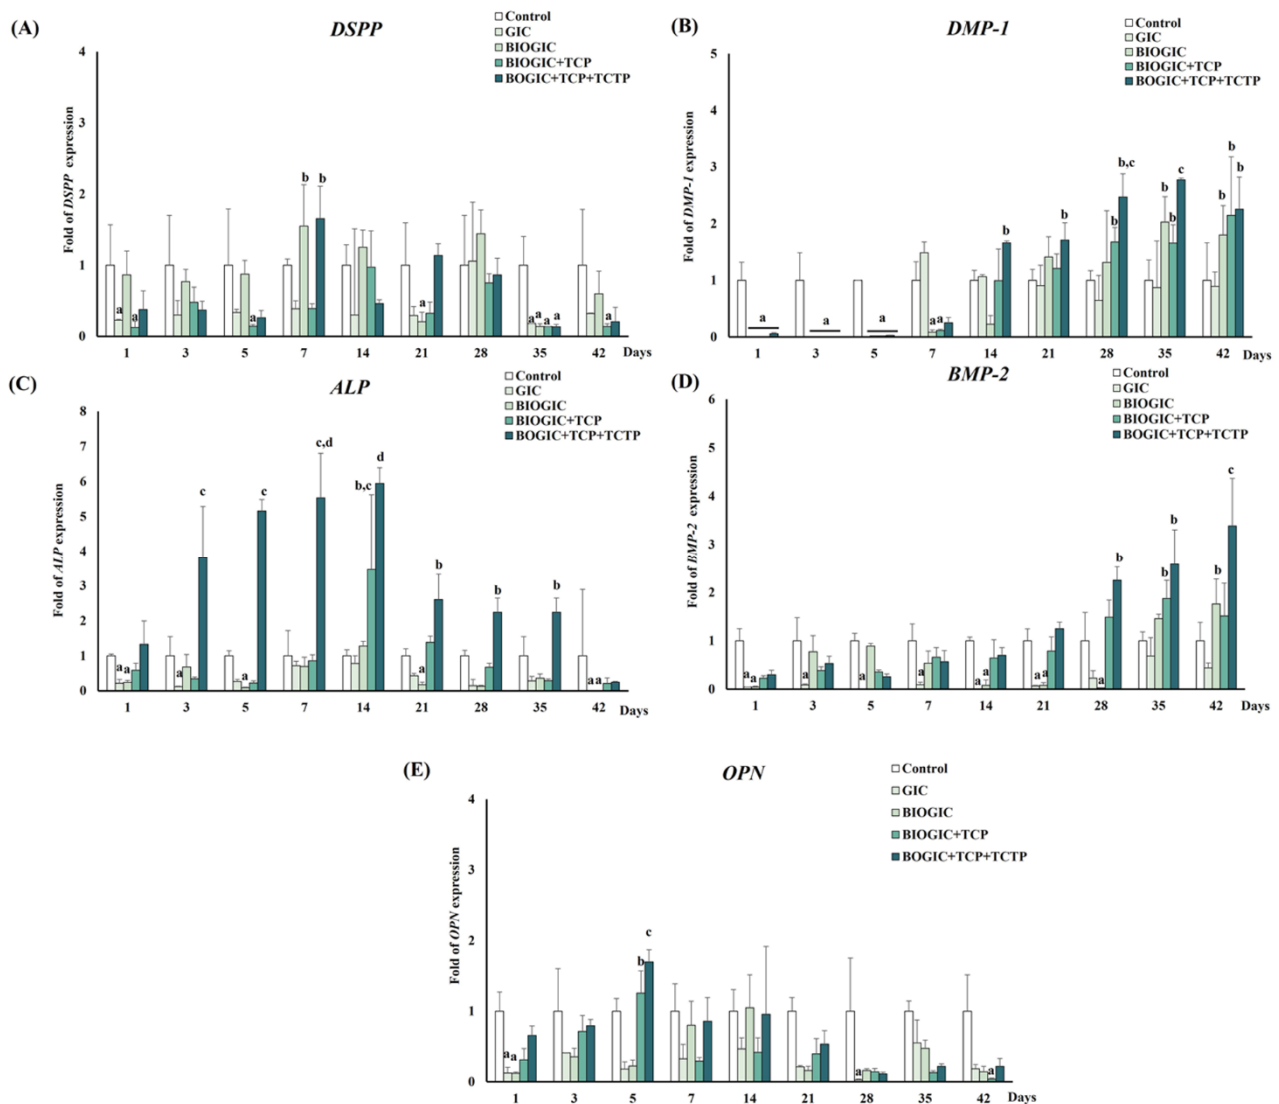 (A)
DSPP
Control
GIC
BIOGIC
BIOGIC+TCP
BOGIC+TCP+TCTP
Fold of DSPP expression
4
3
2
1
0
a
a
a
b
b
a
a
a
a
a
a
1
3
5
7
14
21
28
35
42
Days
(B)
DMP-1
Control
GIC
BIOGIC
BIOGIC+TCP
BOGIC+TCP+TCTP
Fold of DMP-1 expression
5
4
3
2
1
0
a
a
a
a
a
b
b
b
b,c
b
b
c
b
b
b
1
3
5
7
14
21
28
35
42
Days
(C)
ALP
Control
GIC
BIOGIC
BIOGIC+TCP
BOGIC+TCP+TCTP
Fold of ALP expression
8
7
6
5
4
3
2
1
0
a
a
a
c
a
c
c,d
b,c
d
a
b
b
b
a
a
1
3
5
7
14
21
28
35
42
Days
(D)
BMP-2
Control
GIC
BIOGIC
BIOGIC+TCP
BOGIC+TCP+TCTP
Fold of BMP-2 expression
6
5
4
3
2
1
0
a
a
a
a
a
a
a
a
a
a
b
b
b
b
c
1
3
5
7
14
21
28
35
42
Days
(E)
OPN
Control
GIC
BIOGIC
BIOGIC+TCP
BOGIC+TCP+TCTP
Fold of OPN expression
4
3
2
1
0
a
a
b
c
a
a
1
3
5
7
14
21
28
35
42
Days